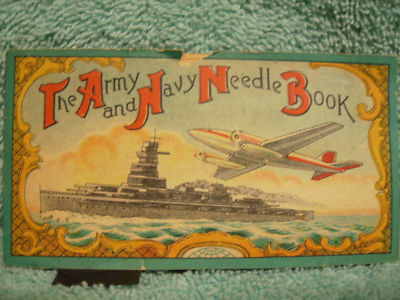 The Army Needle Book
and Navy